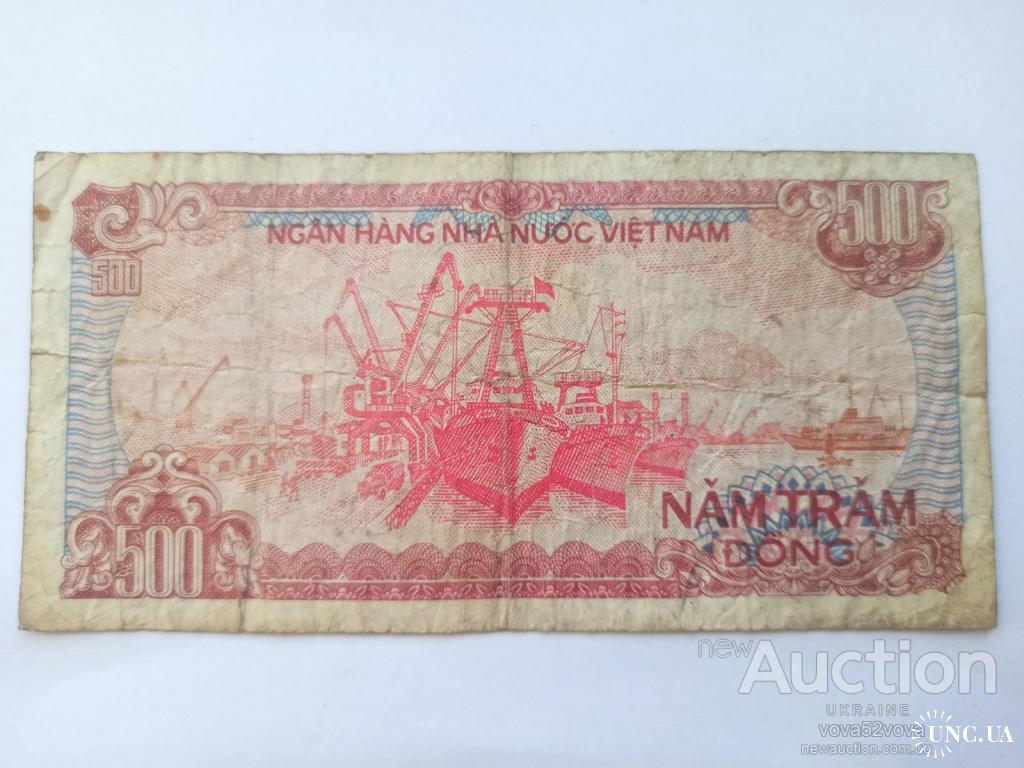 NGÂN HÀNG NHÀ NƯỚC VIỆT NAM
500
500
NĂM TRĂM
ĐỒNG
500
new Auction
UKRAINE
vova52vova
newauction.com.ua
UNC.UA